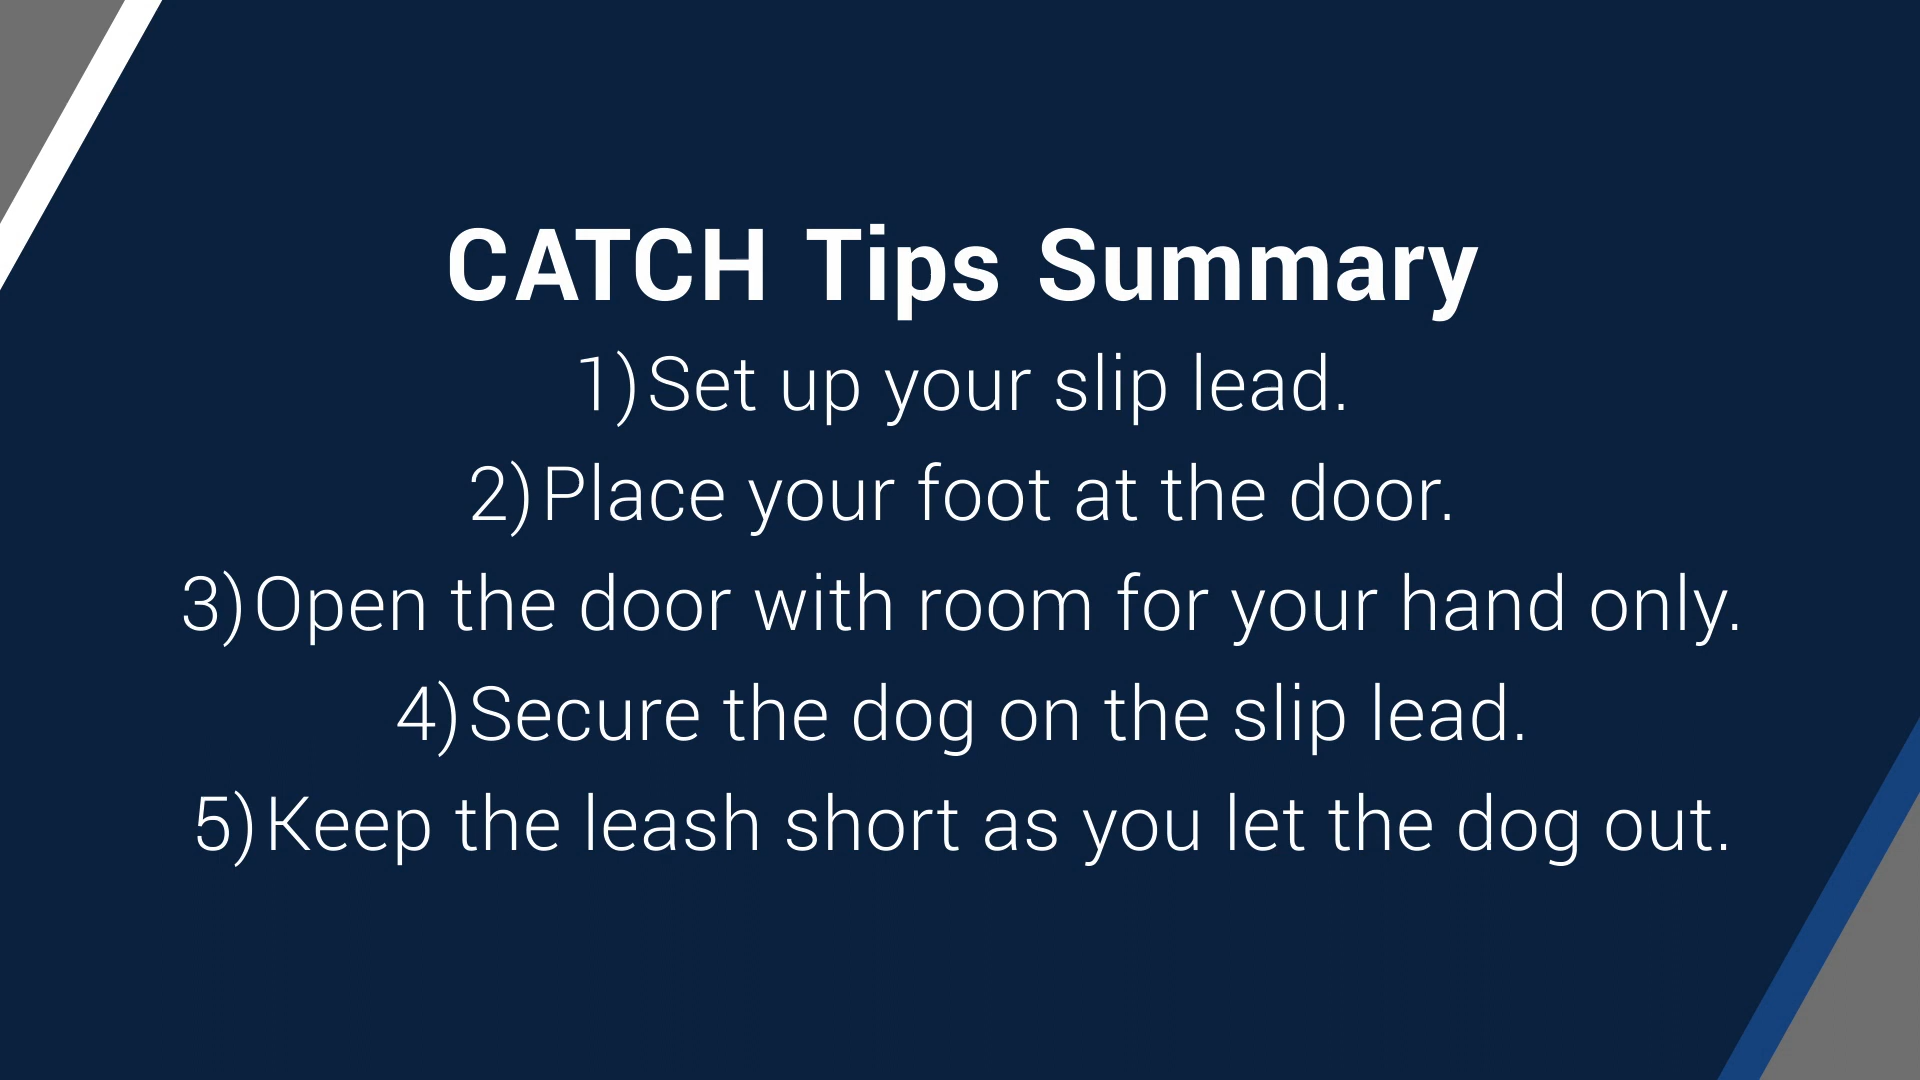 CATCH Tips Summary
1) Set up your slip lead.
2) Place your foot at the door.
3) Open the door with room for your hand only.
4) Secure the dog on the slip lead.
5) Keep the leash short as you let the dog out.